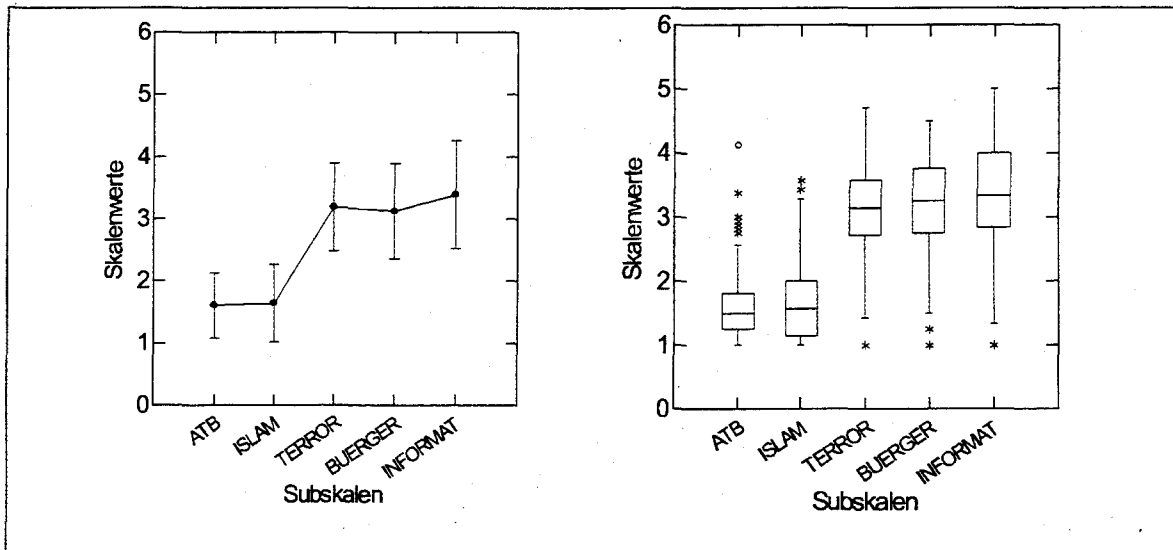 6
5
4
3
2
1
0
Skalenwerte
ATB
ISLAM
TERROR
BUERGER
INFORMAT
Subskalen
6
5
4
3
2
1
0
Skalenwerte
ATB
ISLAM
TERROR
BUERGER
INFORMAT
Subskalen